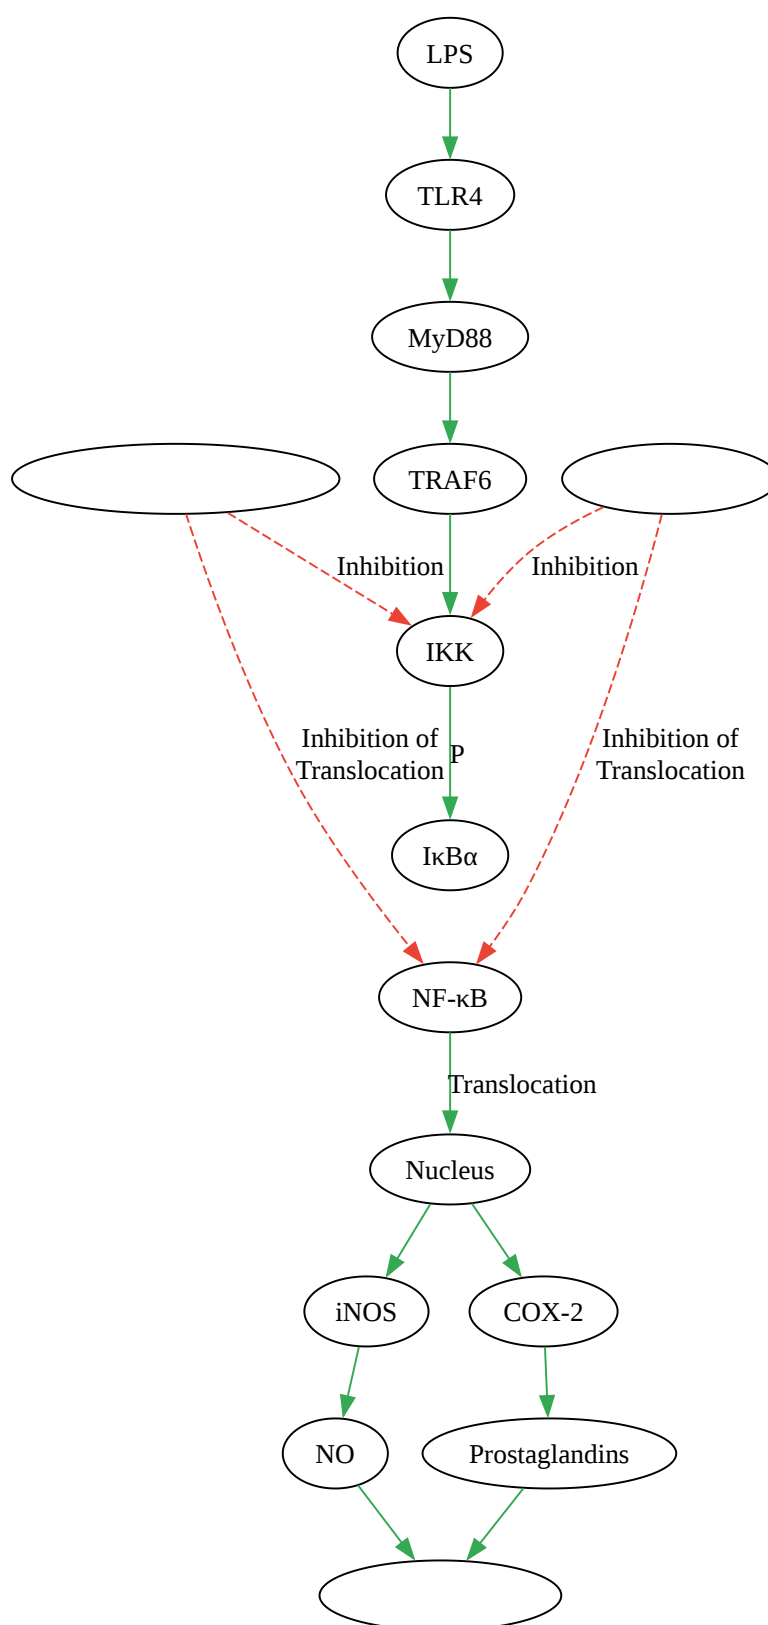 LPS
TLR4
MyD88
TRAF6
Inhibition
Inhibition
IKK
Inhibition of
Translocation
P
Inhibition of
Translocation
IκBα
NF-κB
Translocation
Nucleus
iNOS
COX-2
NO
Prostaglandins